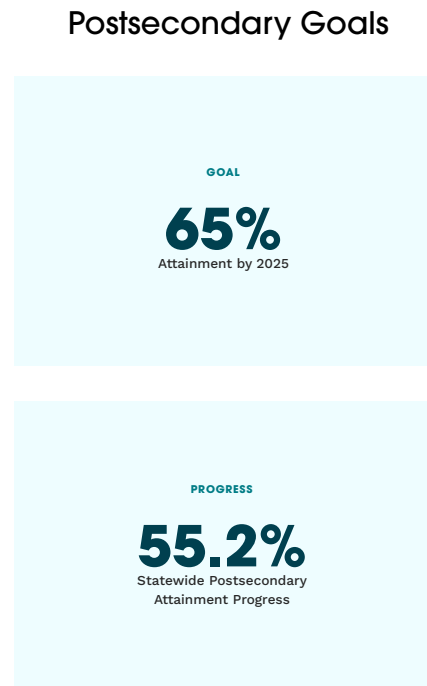 Postsecondary Goals
GOAL
65%
Attainment by 2025
PROGRESS
55.2%
Statewide Postsecondary
Attainment Progress